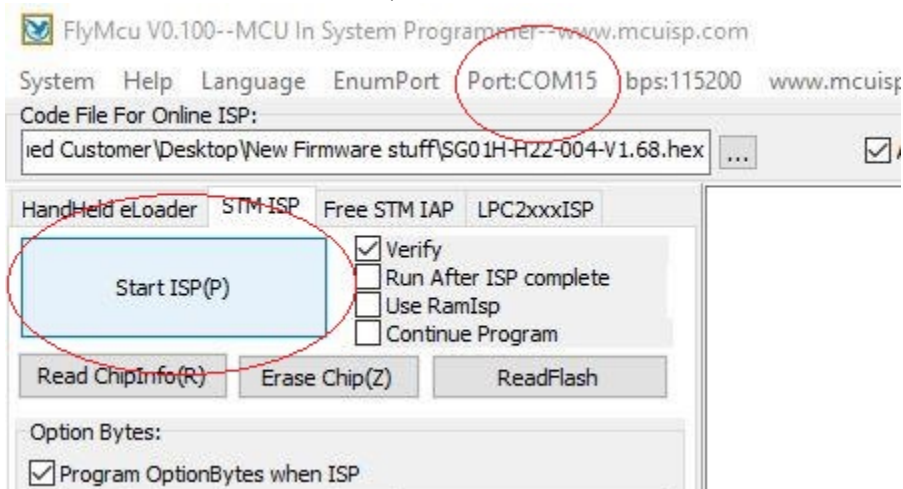 FlyMcu V0.100--MCU In System Programmer--www.mcuisp.com
System Help Language EnumPort Port:COM15 bps:115200 www.mcuisp
Code File For Online ISP:
ied Customer\Desktop\New Firmware stuff\SG01H-H22-004-V1.68.hex ...
HandHeld eLoader STM ISP Free STM IAP LPC2xxxISP
Verify
Start ISP(P)
Run After ISP complete
Use RamIsp
Continue Program
Read ChipInfo(R) Erase Chip(Z) ReadFlash
Option Bytes:
Program OptionBytes when ISP